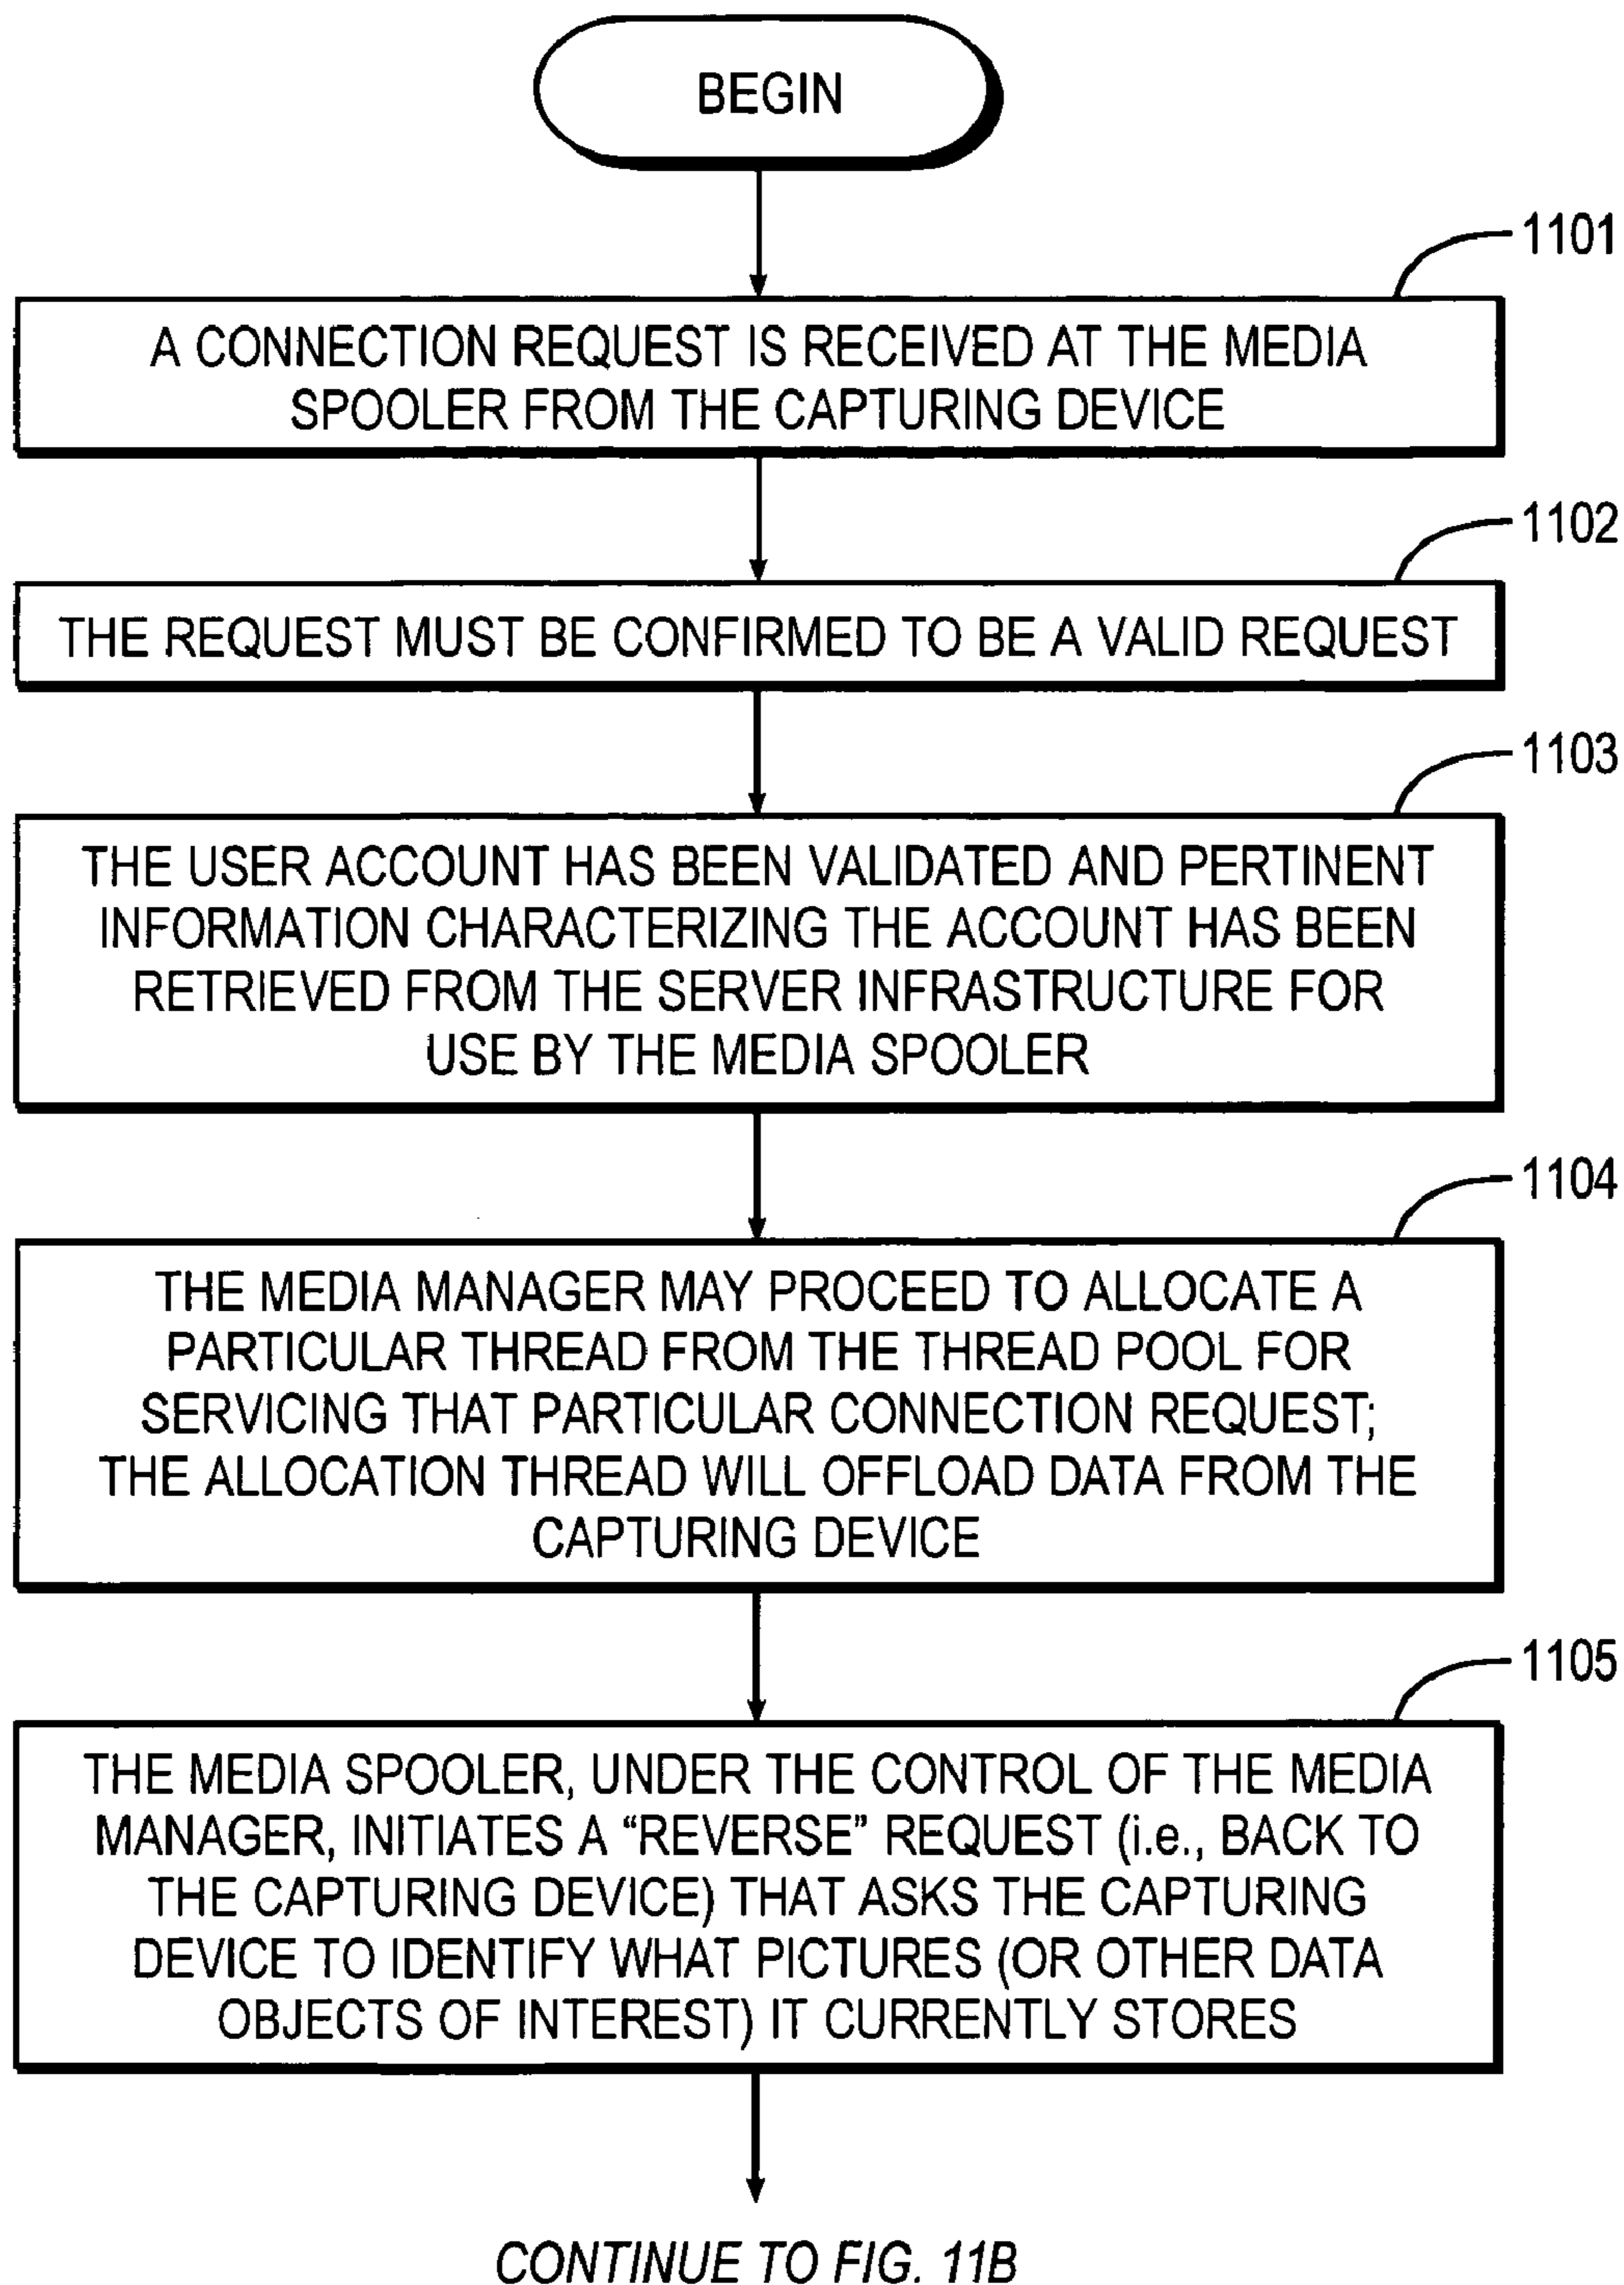 BEGIN
1101
A CONNECTION REQUEST IS RECEIVED AT THE MEDIA
SPOOLER FROM THE CAPTURING DEVICE
1102
THE REQUEST MUST BE CONFIRMED TO BE A VALID REQUEST
1103
THE USER ACCOUNT HAS BEEN VALIDATED AND PERTINENT
INFORMATION CHARACTERIZING THE ACCOUNT HAS BEEN
RETRIEVED FROM THE SERVER INFRASTRUCTURE FOR
USE BY THE MEDIA SPOOLER
1104
THE MEDIA MANAGER MAY PROCEED TO ALLOCATE A
PARTICULAR THREAD FROM THE THREAD POOL FOR
SERVICING THAT PARTICULAR CONNECTION REQUEST;
THE ALLOCATION THREAD WILL OFFLOAD DATA FROM THE
CAPTURING DEVICE
1105
THE MEDIA SPOOLER, UNDER THE CONTROL OF THE MEDIA
MANAGER, INITIATES A “REVERSE” REQUEST (i.e., BACK TO
THE CAPTURING DEVICE) THAT ASKS THE CAPTURING
DEVICE TO IDENTIFY WHAT PICTURES (OR OTHER DATA
OBJECTS OF INTEREST) IT CURRENTLY STORES
CONTINUE TO FIG. 11B